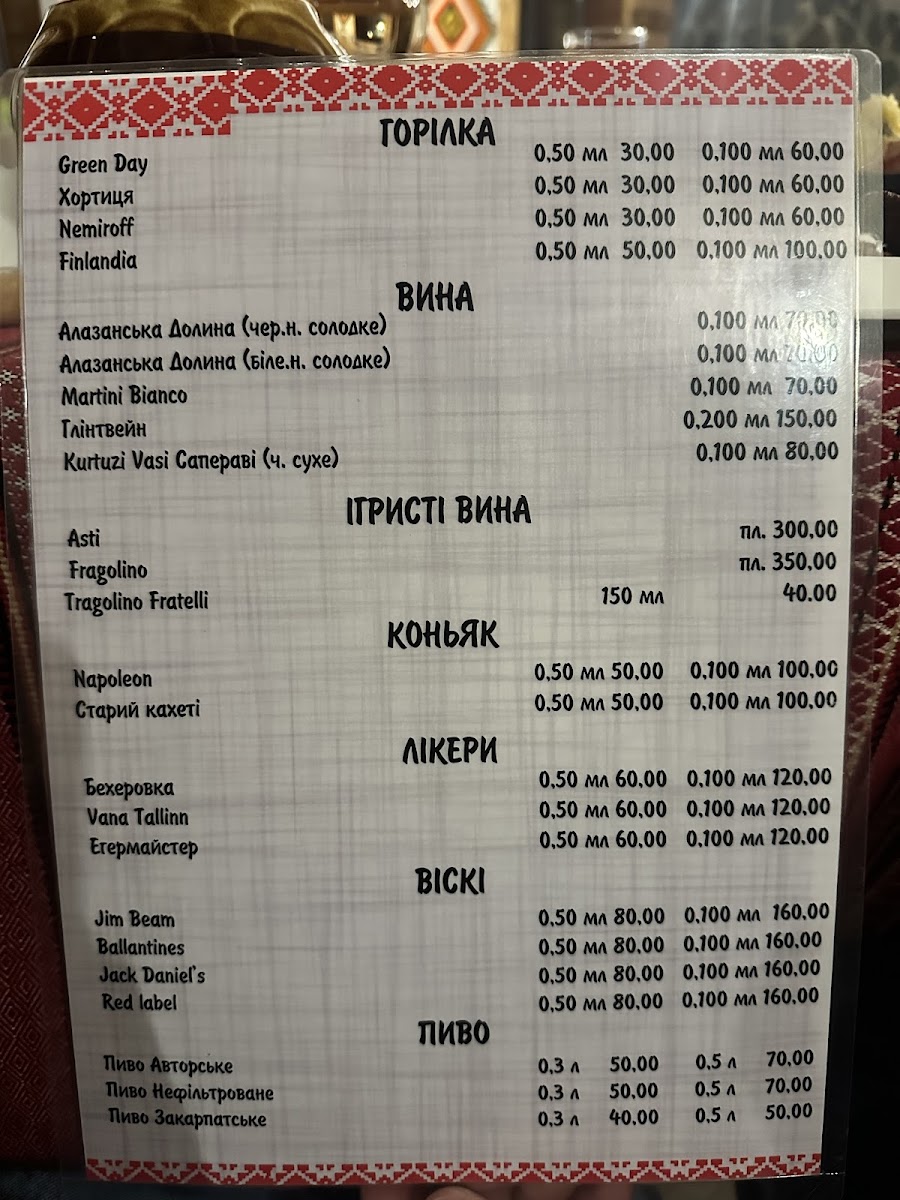 ГОРІЛКА
Green Day 0,50 мл 30,00 0,100 мл 60,00
Хортиця 0,50 мл 30,00 0,100 мл 60,00
Nemiroff 0,50 мл 30,00 0,100 мл 60,00
Finlandia 0,50 мл 50,00 0,100 мл 100,00
ВИНА
Алазанська Долина (чер.н. солодке) 0,100 мл 70,00
Алазанська Долина (біле.н. солодке) 0,100 мл 70,00
Martini Bianco 0,100 мл 70,00
Глінтвейн 0,200 мл 150,00
Kurtuzi Vasi Сапераві (ч. сухе) 0,100 мл 80,00
ІГРИСТІ ВИНА
Asti пл. 300,00
Fragolino пл. 350,00
Tragolino Fratelli 150 мл 40.00
КОНЬЯК
Napoleon 0,50 мл 50,00 0,100 мл 100,00
Старий кахеті 0,50 мл 50,00 0,100 мл 100,00
ЛІКЕРИ
Бехеровка 0,50 мл 60,00 0,100 мл 120,00
Vana Tallinn 0,50 мл 60,00 0,100 мл 120,00
Егермайстер 0,50 мл 60,00 0,100 мл 120,00
ВІСКІ
Jim Beam 0,50 мл 80,00 0,100 мл 160,00
Ballantines 0,50 мл 80,00 0,100 мл 160,00
Jack Daniel's 0,50 мл 80,00 0,100 мл 160,00
Red label 0,50 мл 80,00 0,100 мл 160,00
ПИВО
Пиво Авторське 0,3 л 50,00 0,5 л 70,00
Пиво Нефільтроване 0,3 л 50,00 0,5 л 70,00
Пиво Закарпатське 0,3 л 40,00 0,5 л 50,00